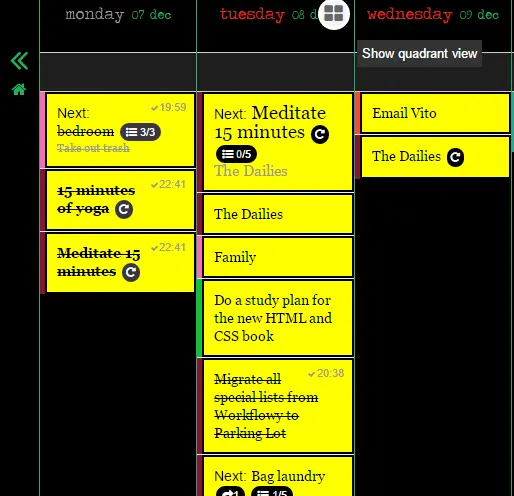 monday 07 dec
tuesday 08 d
wednesday 09 dec
Show quadrant view
19:59
Next:
bedroom 3/3
Take out trash
22:41
15 minutes
of yoga
22:41
Meditate 15
minutes
Next: Meditate
15 minutes
0/5
The Dailies
The Dailies
Family
Do a study plan for
the new HTML and
CSS book
20:38
Migrate all
special lists from
Workflowy to
Parking Lot
Next: Bag laundry
1 1/5
Email Vito
The Dailies